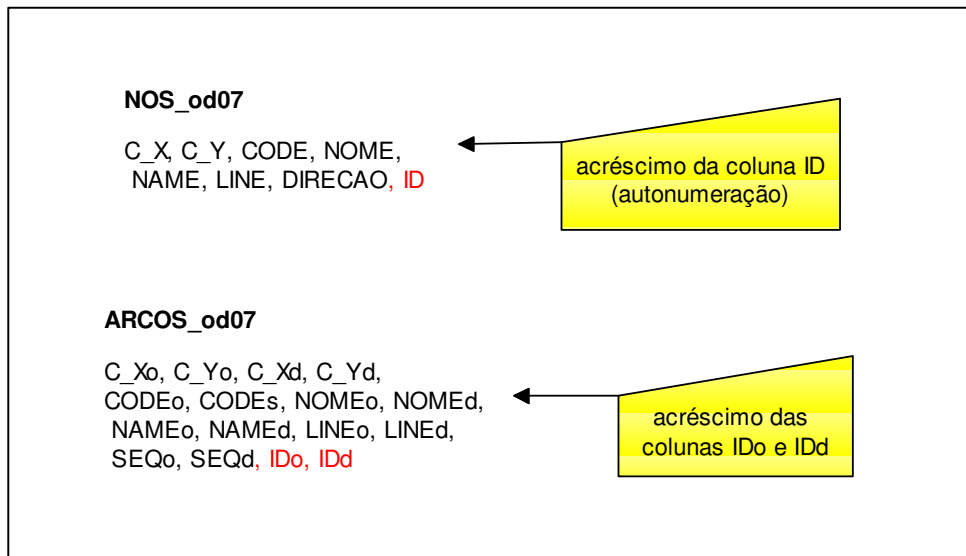 NOS_od07
C_X, C_Y, CODE, NOME,
NAME, LINE, DIRECAO, ID
acréscimo da coluna ID
(autonumeração)
ARCOS_od07
C_Xo, C_Yo, C_Xd, C_Yd,
CODEo, CODEs, NOMEo, NOMEd,
NAMEo, NAMEd, LINEo, LINEd,
SEQo, SEQd, IDo, IDd
acréscimo das
colunas IDo e IDd